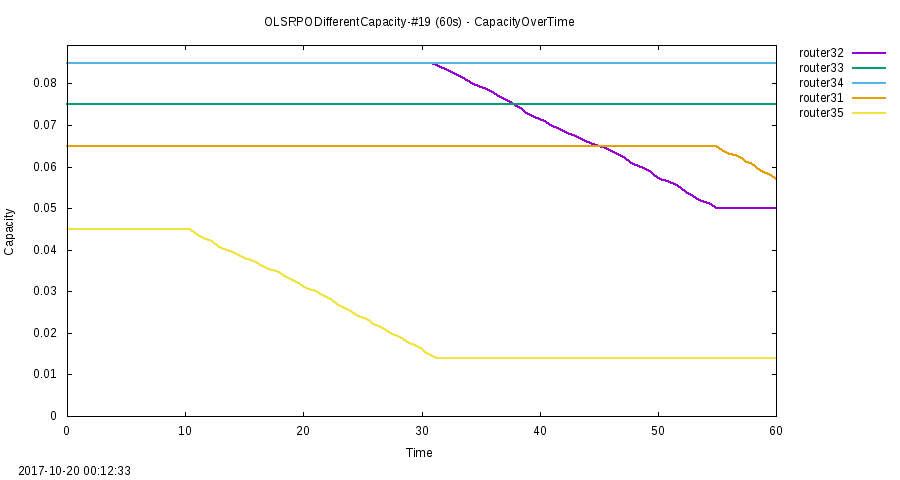 OLSRPODifferentCapacity-#19 (60s) - CapacityOverTime
router32
router33
router34
router31
router35
0.08
0.07
0.06
0.05
0.04
0.03
0.02
0.01
0
Capacity
0 10 20 30 40 50 60
Time
2017-10-20 00:12:33